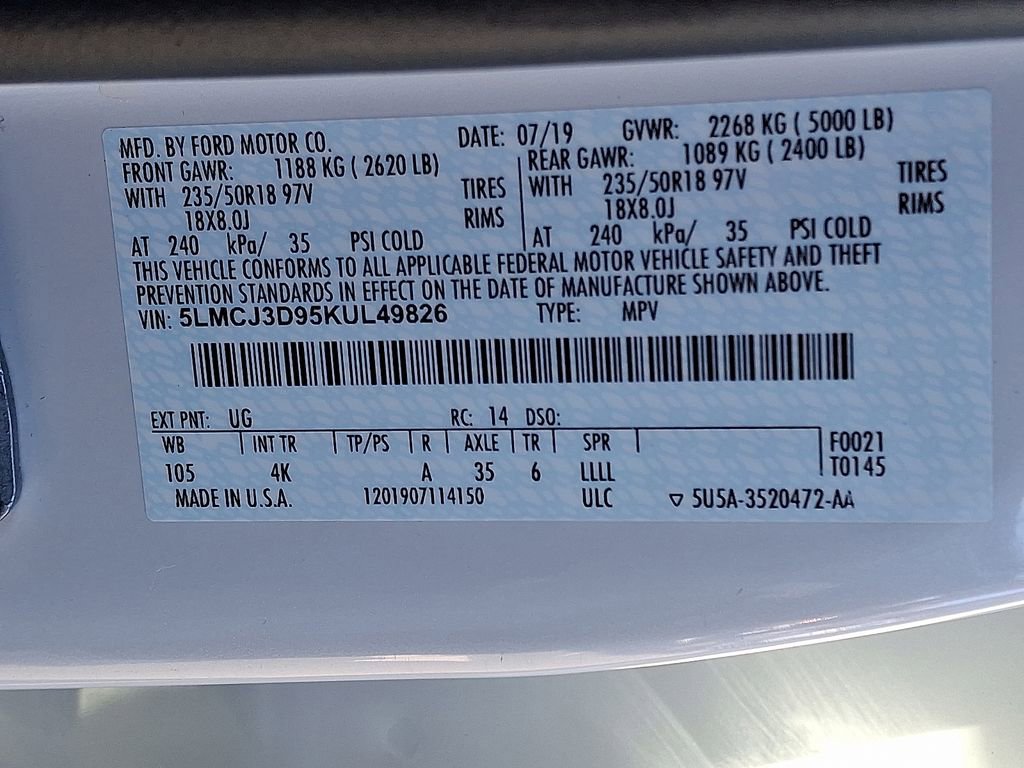 MFD. BY FORD MOTOR CO. DATE: 07/19 GVWR: 2268 KG ( 5000 LB)
FRONT GAWR: 1188 KG ( 2620 LB) REAR GAWR: 1089 KG ( 2400 LB)
WITH 235/50R18 97V TIRES WITH 235/50R18 97V TIRES
18X8.0J RIMS 18X8.0J RIMS
AT 240 kPa/ 35 PSI COLD AT 240 kPa/ 35 PSI COLD
THIS VEHICLE CONFORMS TO ALL APPLICABLE FEDERAL MOTOR VEHICLE SAFETY AND THEFT
PREVENTION STANDARDS IN EFFECT ON THE DATE OF MANUFACTURE SHOWN ABOVE.
VIN: 5LMCJ3D95KUL49826 TYPE: MPV
EXT PNT: UG RC: 14 DSO:
WB INT TR TP/PS R AXLE TR SPR F0021
105 4K A 35 6 LLLL T0145
MADE IN U.S.A. 1201907114150 ULC ▽ 5U5A-3520472-AA